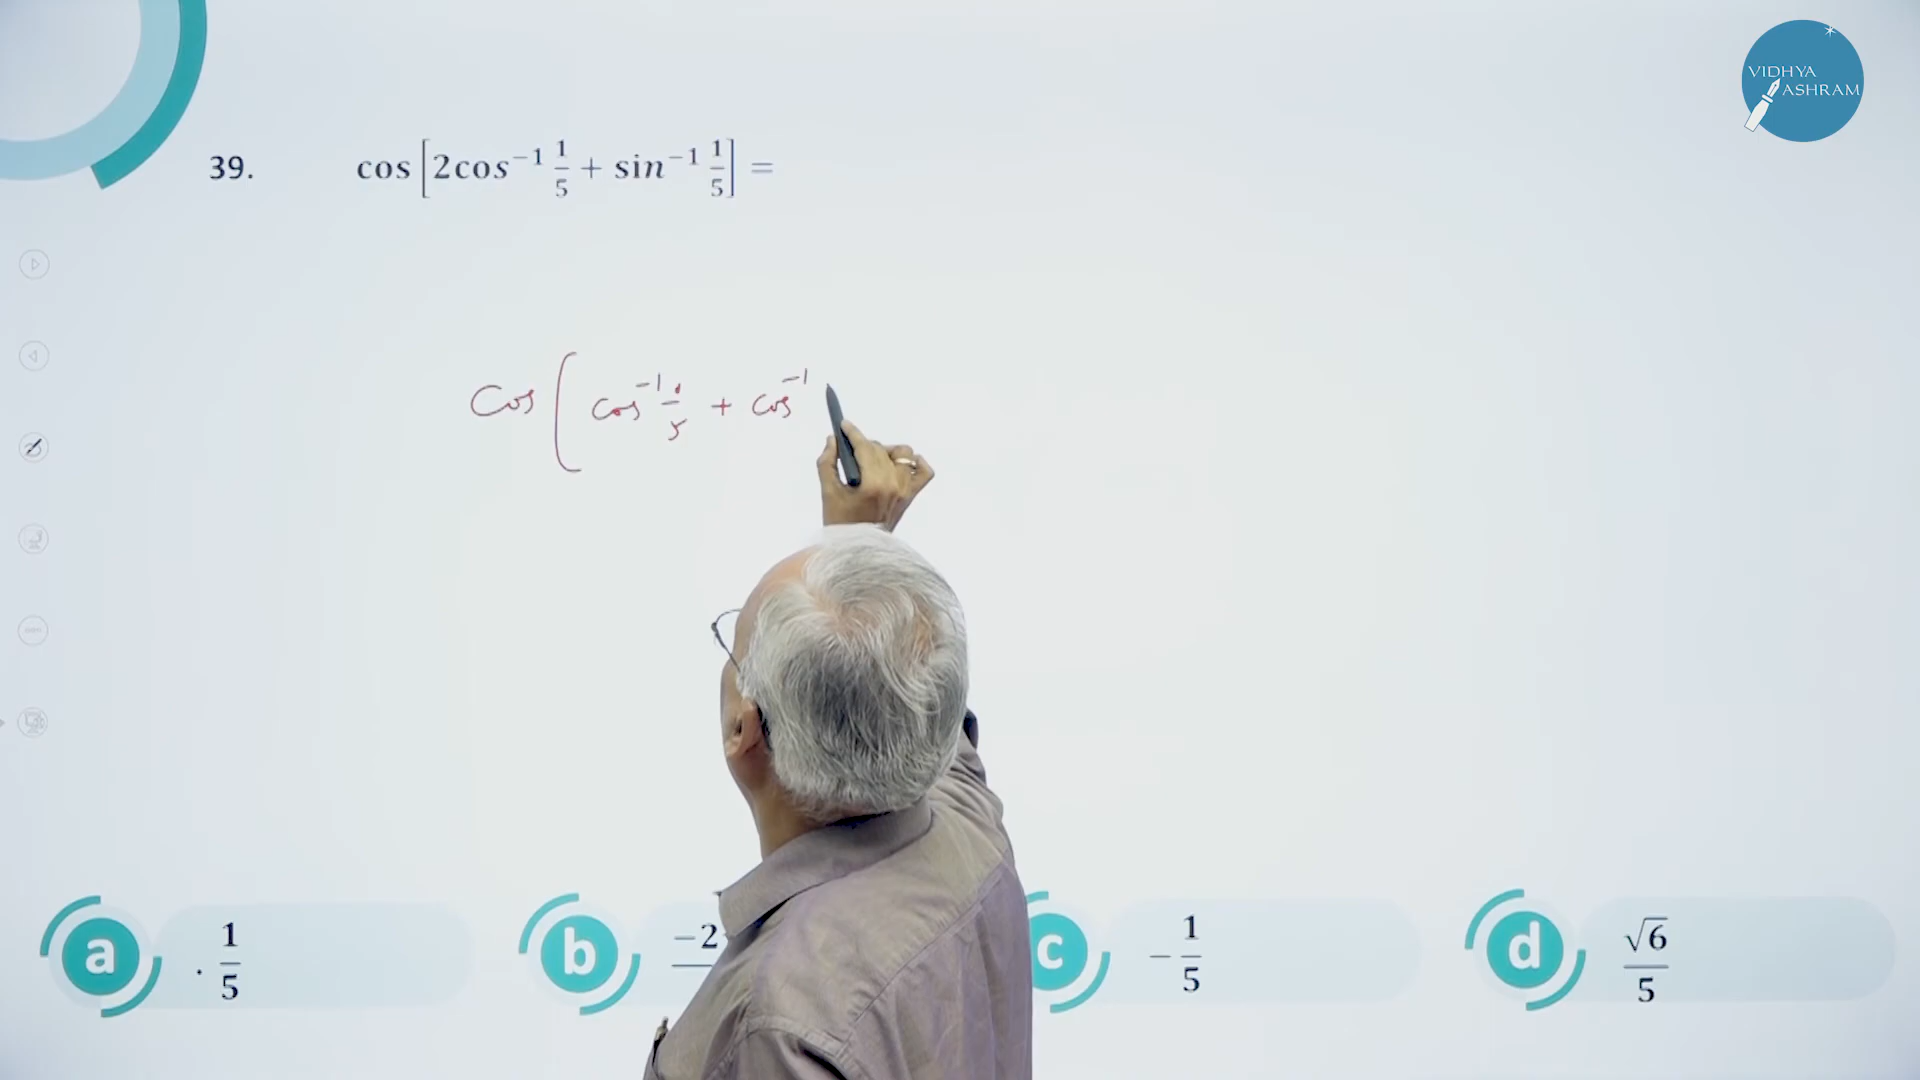 VIDHYA
ASHRAM
39. cos [2cos⁻¹ 1/5 + sin⁻¹ 1/5] =
Cos [ cos⁻¹ 1/5 + cos⁻¹
a . 1/5
b -2
c - 1/5
d √6/5